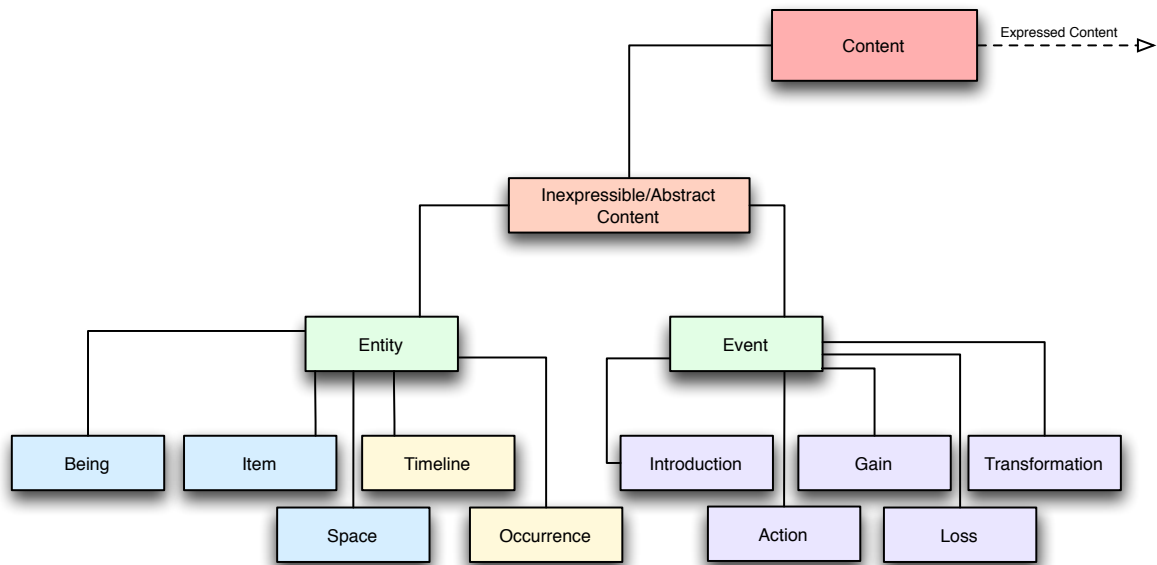 Content
Expressed Content
Inexpressible/Abstract
Content
Entity
Event
Being
Item
Timeline
Introduction
Gain
Transformation
Space
Occurrence
Action
Loss